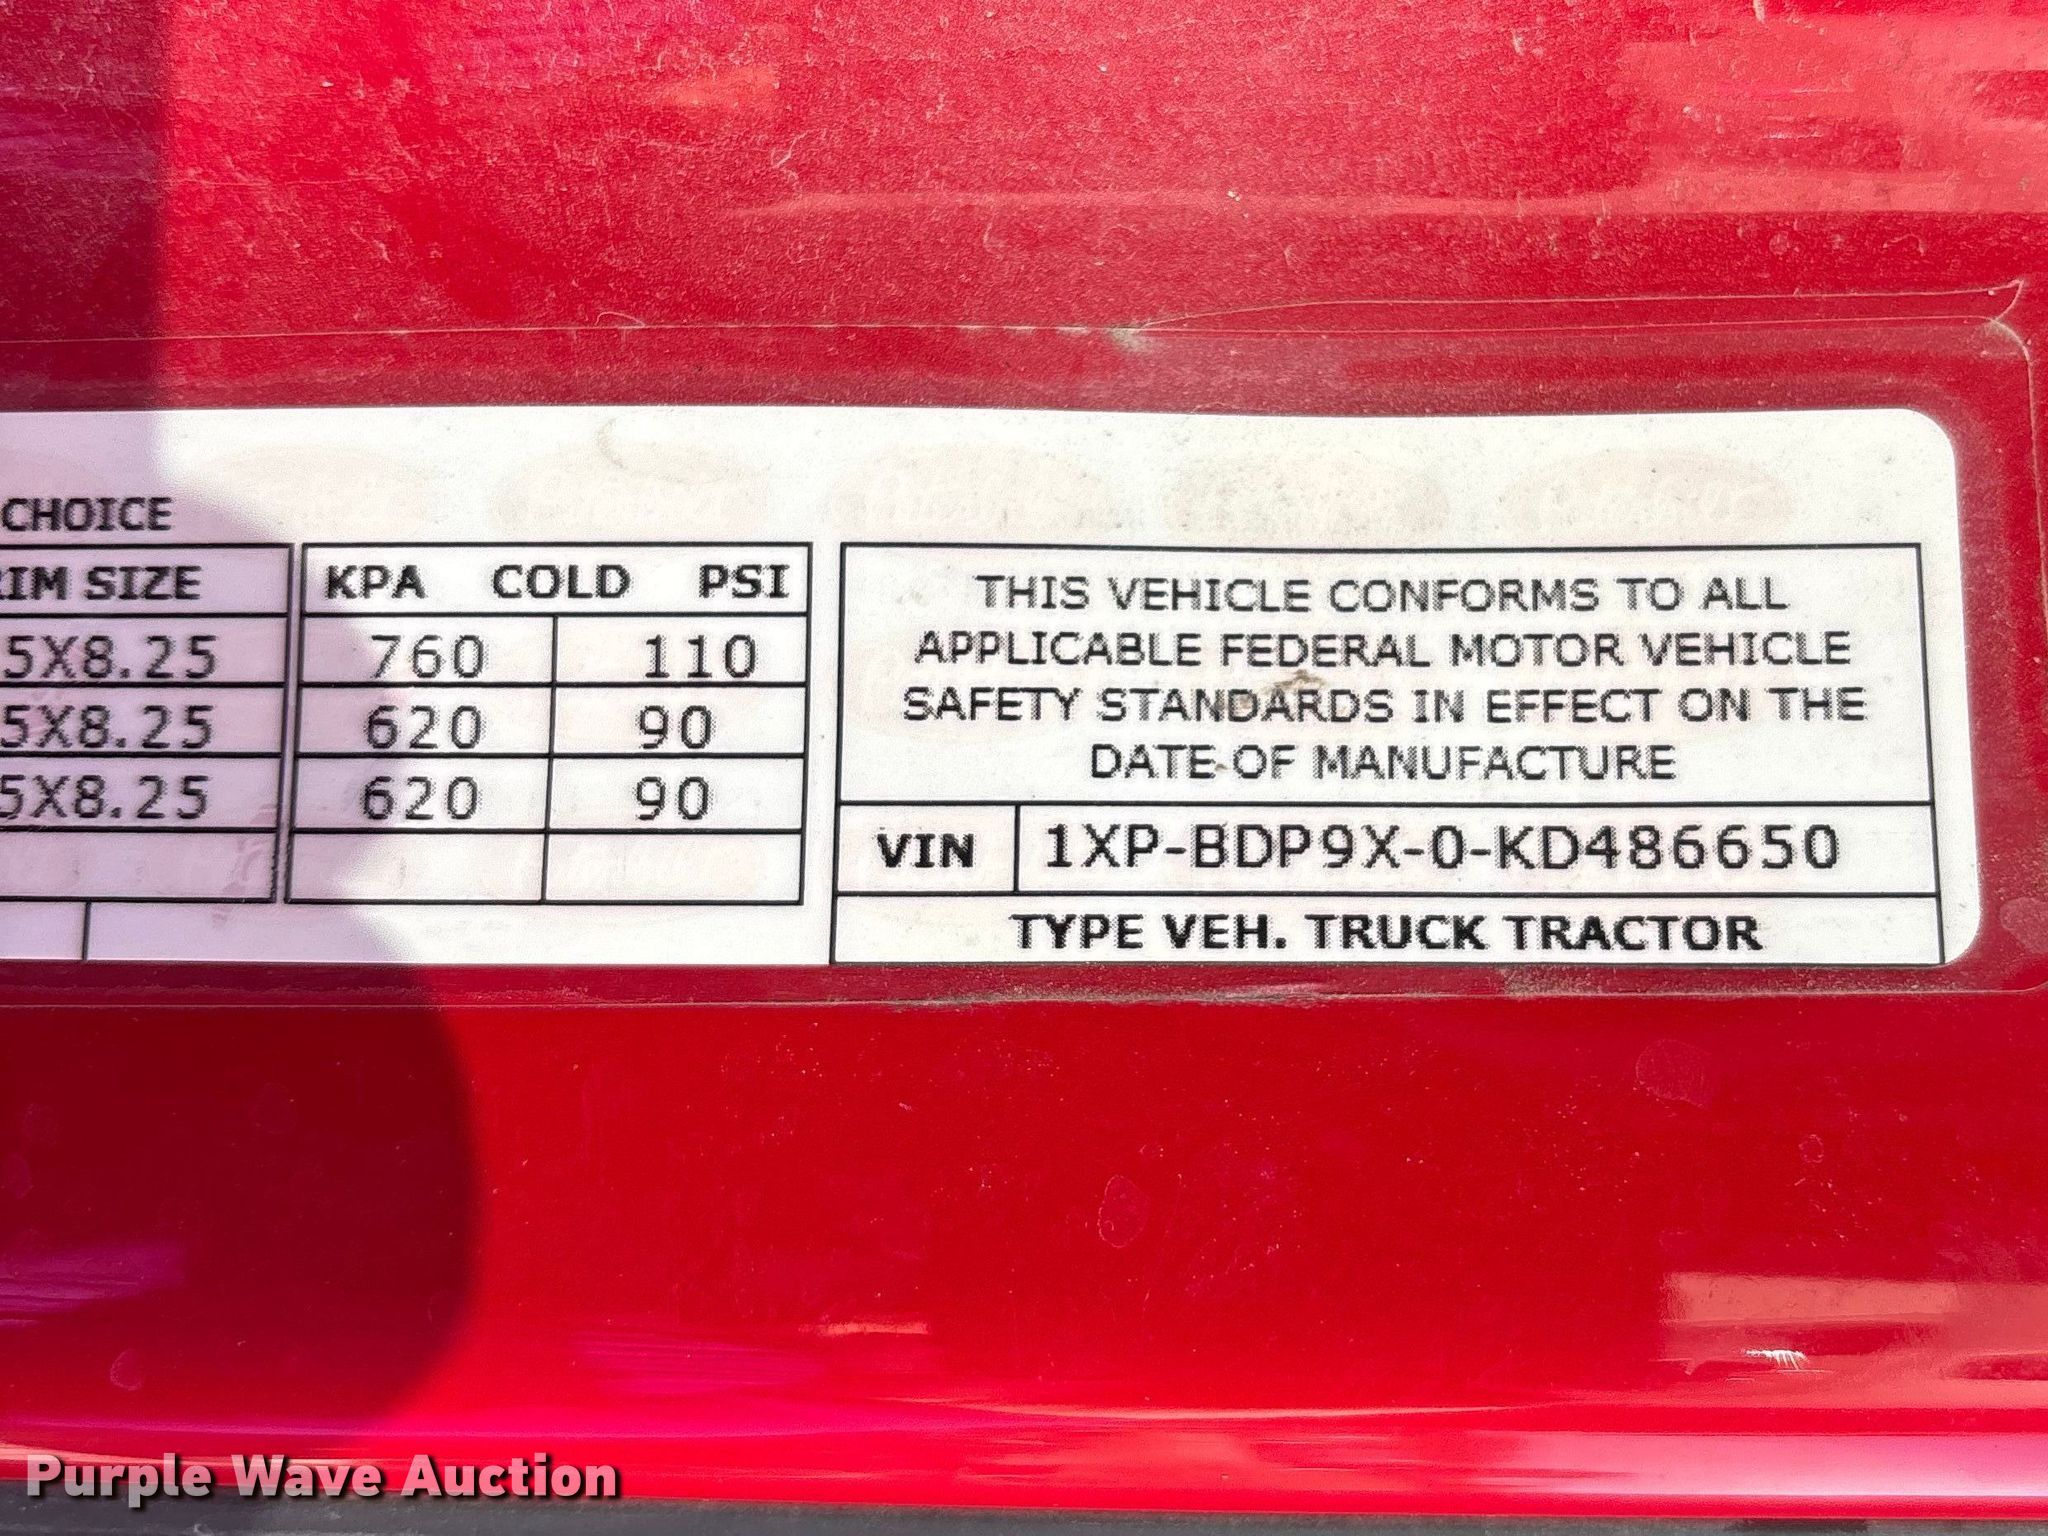 CHOICE
RIM SIZE
KPA COLD PSI
5X8.25 760 110
5X8.25 620 90
5X8.25 620 90
THIS VEHICLE CONFORMS TO ALL
APPLICABLE FEDERAL MOTOR VEHICLE
SAFETY STANDARDS IN EFFECT ON THE
DATE OF MANUFACTURE
VIN 1XP-BDP9X-0-KD486650
TYPE VEH. TRUCK TRACTOR
Purple Wave Auction